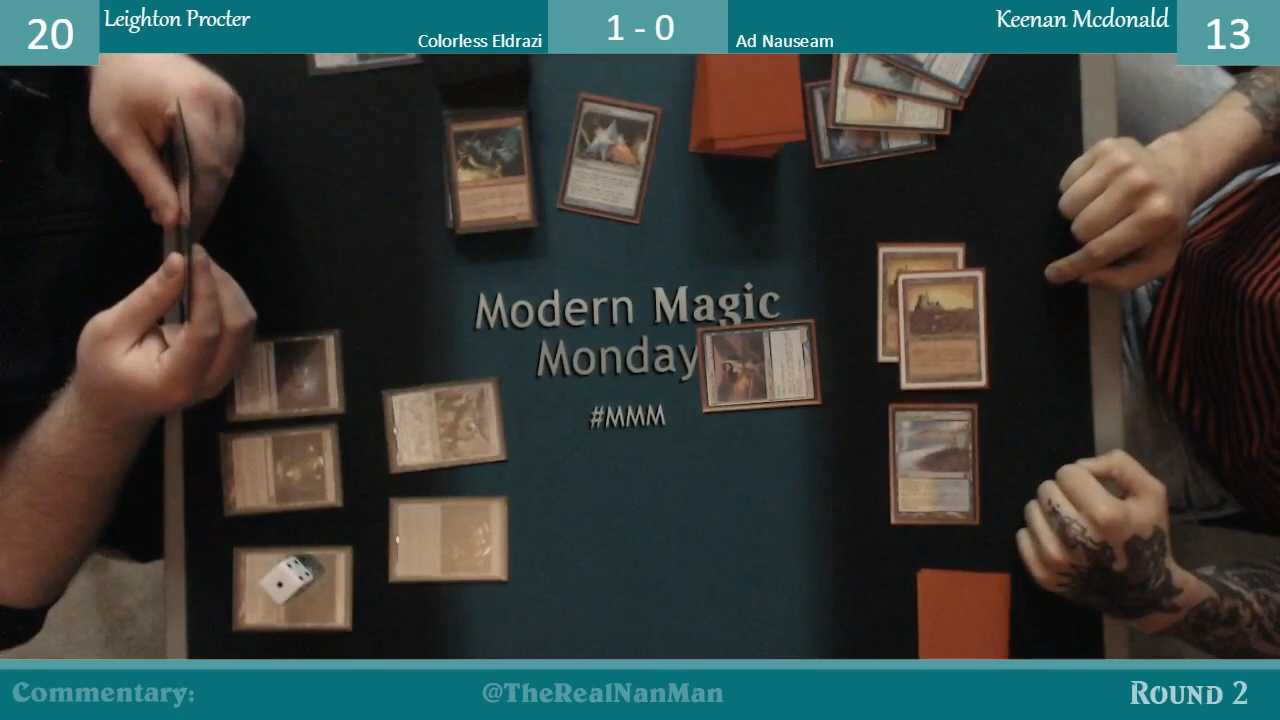 20
Leighton Procter
Colorless Eldrazi
1 - 0
Keenan Mcdonald
Ad Nauseam
13
Modern Magic
Monday
#MMM
Commentary:
@TheRealNanMan
Round 2